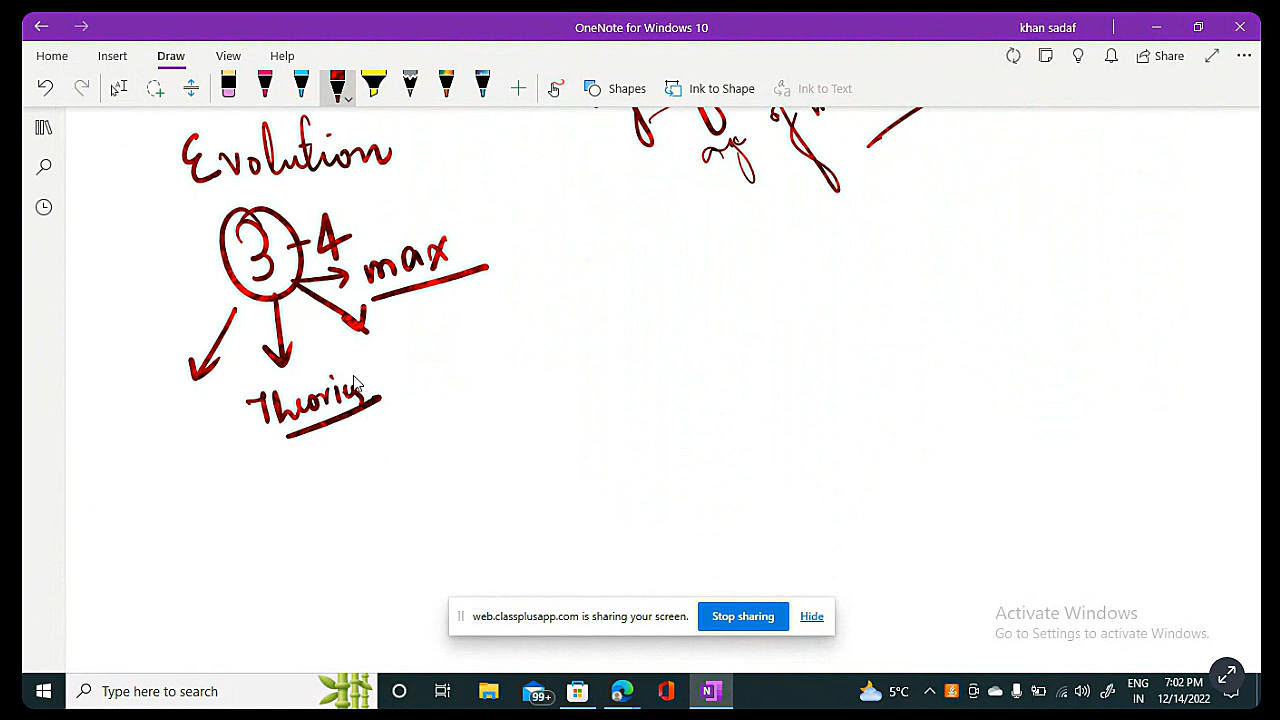 OneNote for Windows 10
khan sadaf
Home Insert Draw View Help
Share
Shapes Ink to Shape Ink to Text
Evolution
3-4
max
Theories
web.classplusapp.com is sharing your screen. Stop sharing Hide
Activate Windows
Go to Settings to activate Windows.
Type here to search
99+
5°C
ENG
IN
7:02 PM
12/14/2022